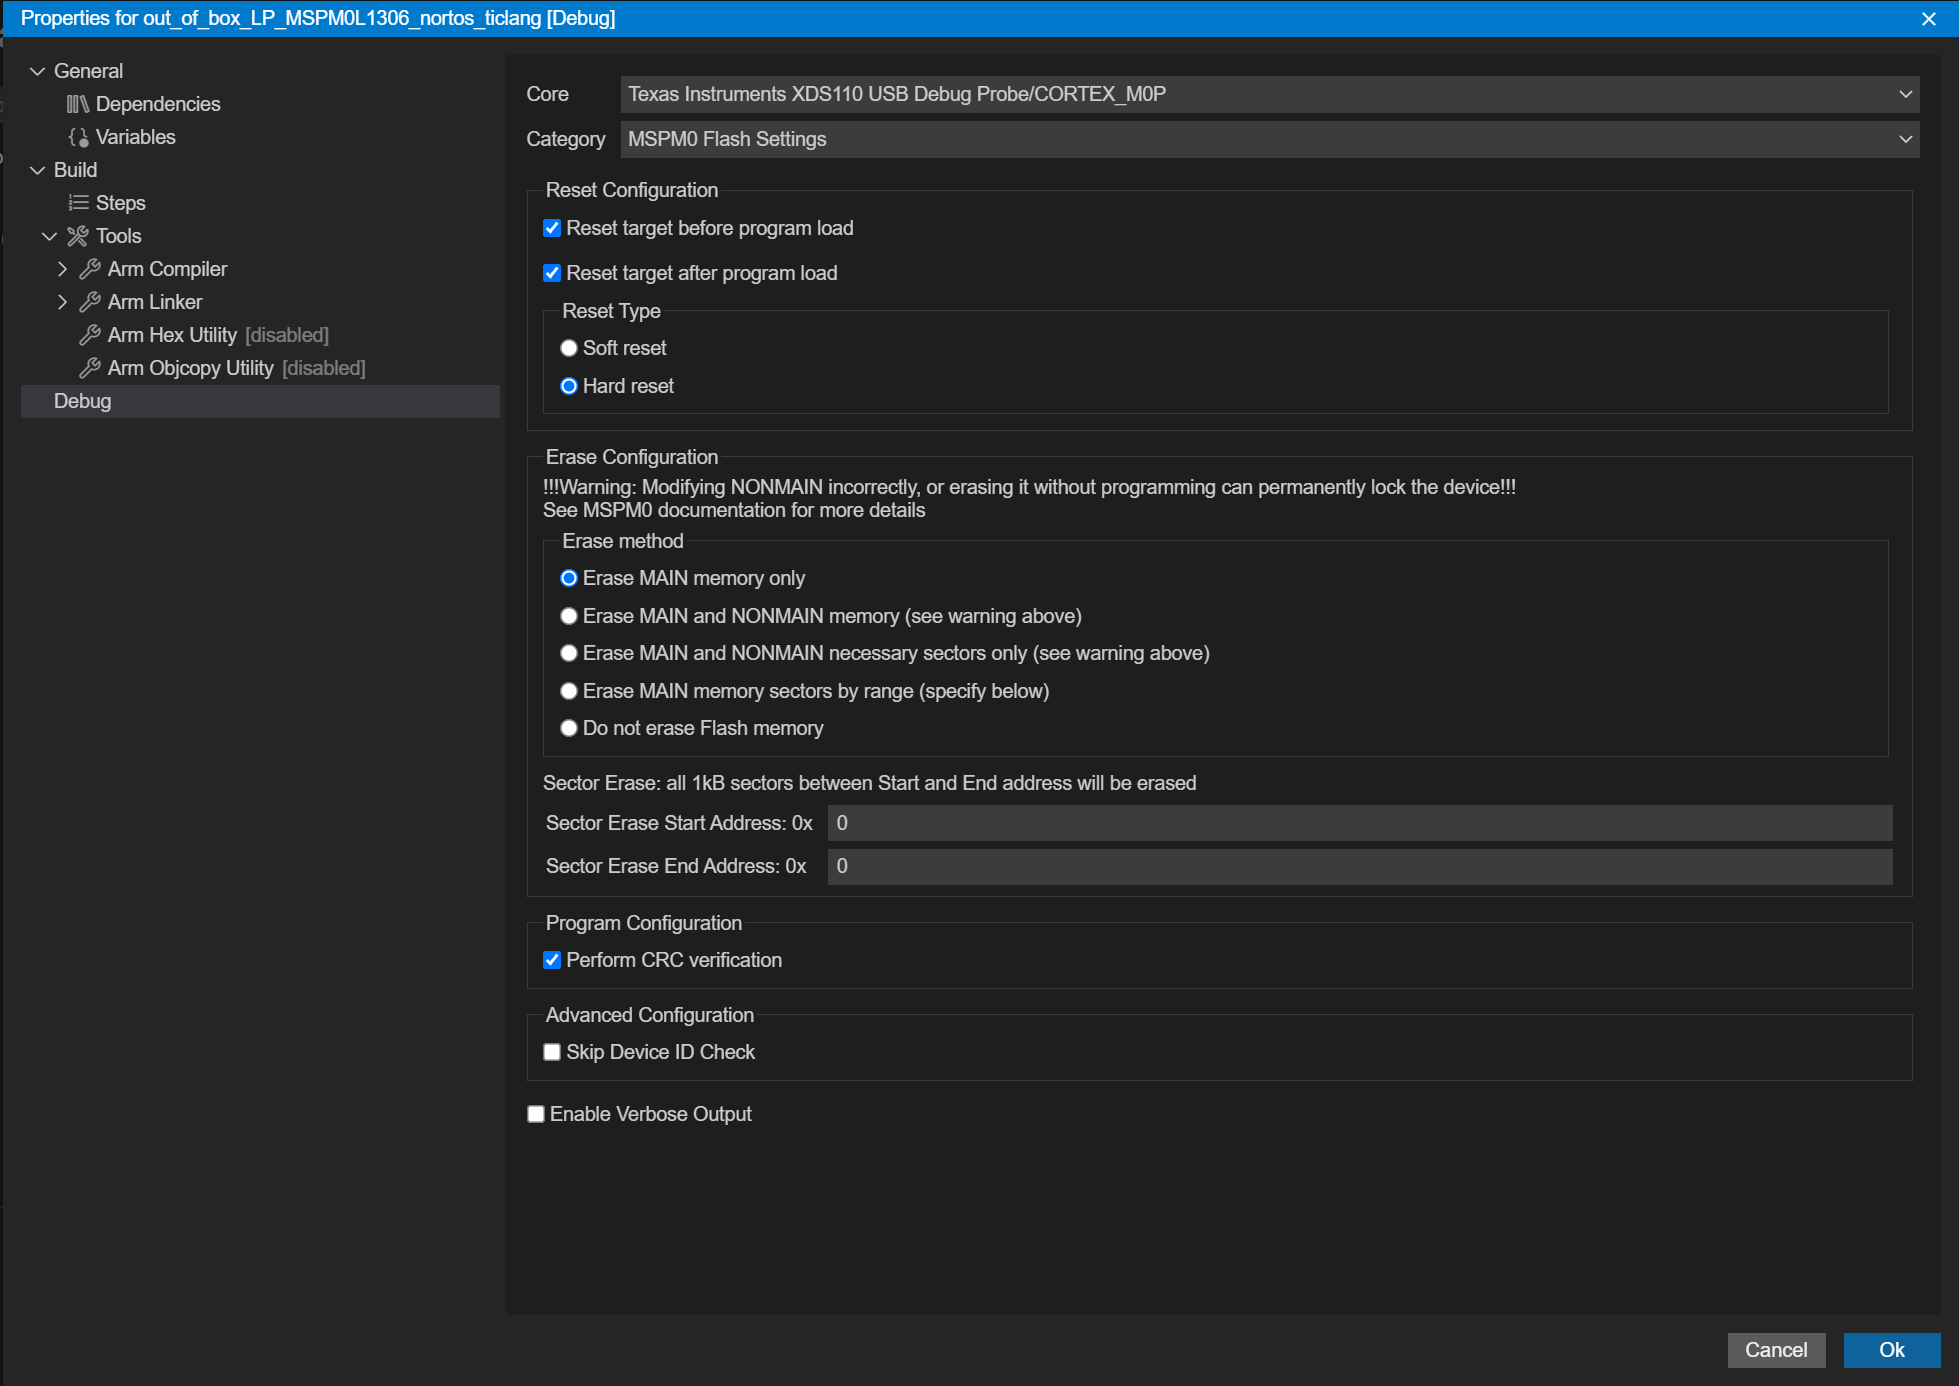 Properties for out_of_box_LP_MSPM0L1306_nortos_ticlang [Debug]
General
Dependencies
Variables
Build
Steps
Tools
Arm Compiler
Arm Linker
Arm Hex Utility [disabled]
Arm Objcopy Utility [disabled]
Debug
Core Texas Instruments XDS110 USB Debug Probe/CORTEX_M0P
Category MSPM0 Flash Settings
Reset Configuration
Reset target before program load
Reset target after program load
Reset Type
Soft reset
Hard reset
Erase Configuration
!!!Warning: Modifying NONMAIN incorrectly, or erasing it without programming can permanently lock the device!!!
See MSPM0 documentation for more details
Erase method
Erase MAIN memory only
Erase MAIN and NONMAIN memory (see warning above)
Erase MAIN and NONMAIN necessary sectors only (see warning above)
Erase MAIN memory sectors by range (specify below)
Do not erase Flash memory
Sector Erase: all 1kB sectors between Start and End address will be erased
Sector Erase Start Address: 0x 0
Sector Erase End Address: 0x 0
Program Configuration
Perform CRC verification
Advanced Configuration
Skip Device ID Check
Enable Verbose Output
Cancel Ok